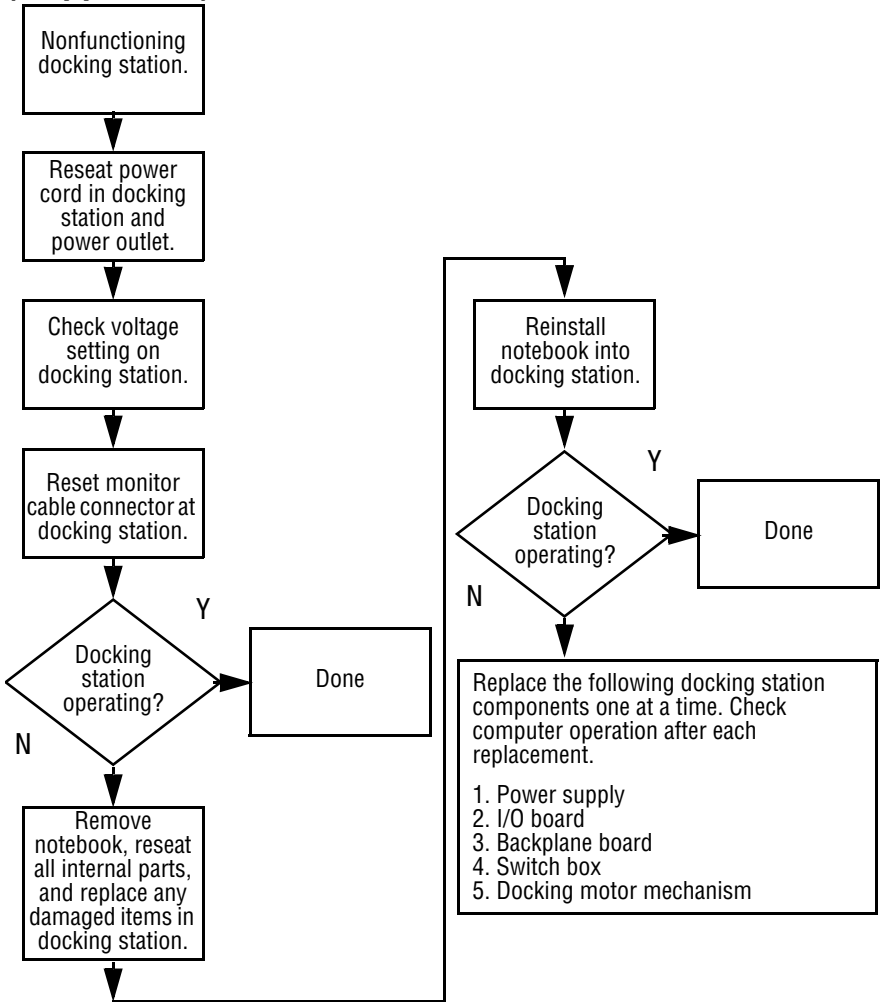 Nonfunctioning
docking station.
Reseat power
cord in docking
station and
power outlet.
Check voltage
setting on
docking station.
Reset monitor
cable connector at
docking station.
Y
Docking
station
operating?
Done
N
Remove
notebook, reseat
all internal parts,
and replace any
damaged items in
docking station.
Reinstall
notebook into
docking station.
Y
Docking
station
operating?
Done
N
Replace the following docking station
components one at a time. Check
computer operation after each
replacement.
1. Power supply
2. I/O board
3. Backplane board
4. Switch box
5. Docking motor mechanism